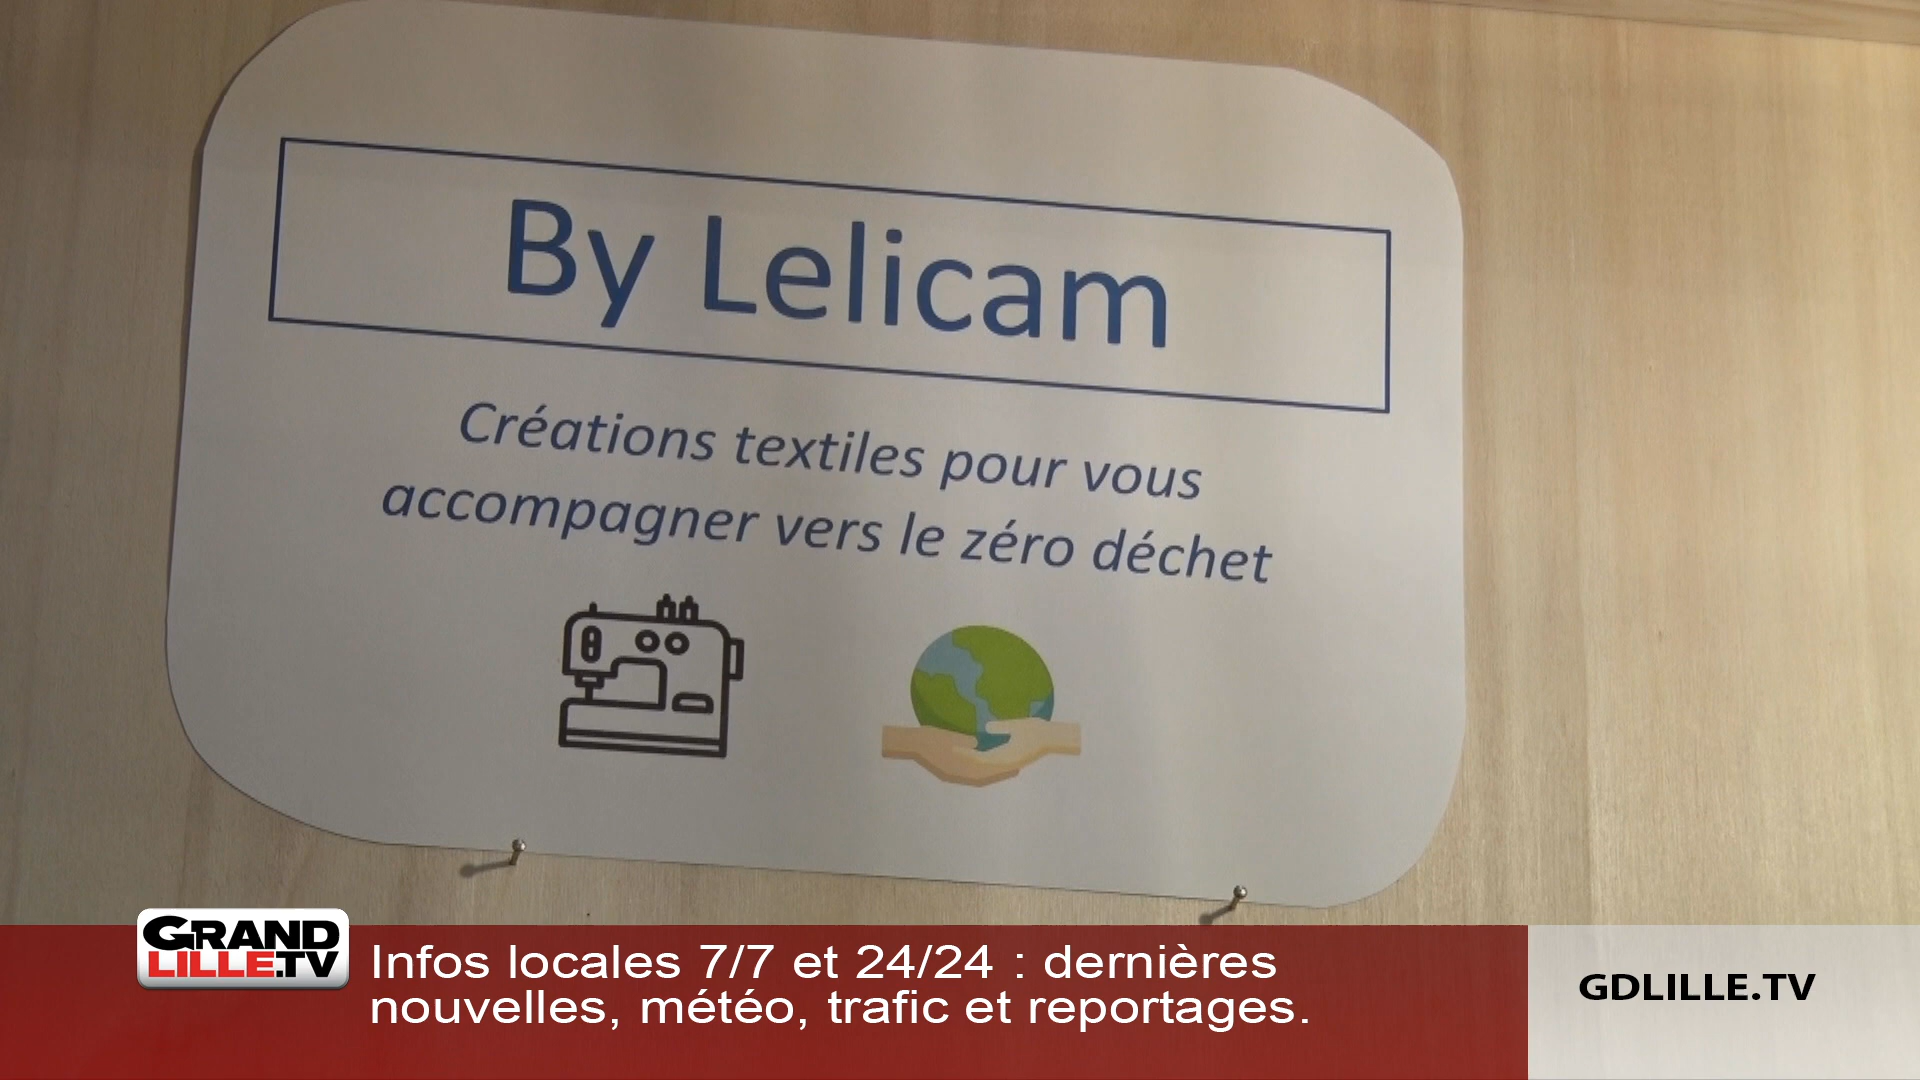 By Lelicam
Créations textiles pour vous
accompagner vers le zéro déchet
GRAND
LILLE.TV
Infos locales 7/7 et 24/24 : dernières
nouvelles, météo, trafic et reportages.
GDLILLE.TV